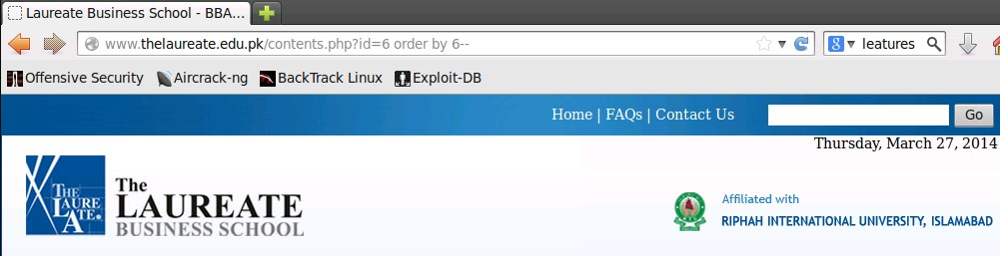 Laureate Business School - BBA...
www.thelaureate.edu.pk/contents.php?id=6 order by 6--
8 leatures
Offensive Security Aircrack-ng BackTrack Linux Exploit-DB
Home | FAQs | Contact Us Go
Thursday, March 27, 2014
THE
LAURE
ATE.
The
LAUREATE
BUSINESS SCHOOL
Affiliated with
RIPHAH INTERNATIONAL UNIVERSITY, ISLAMABAD